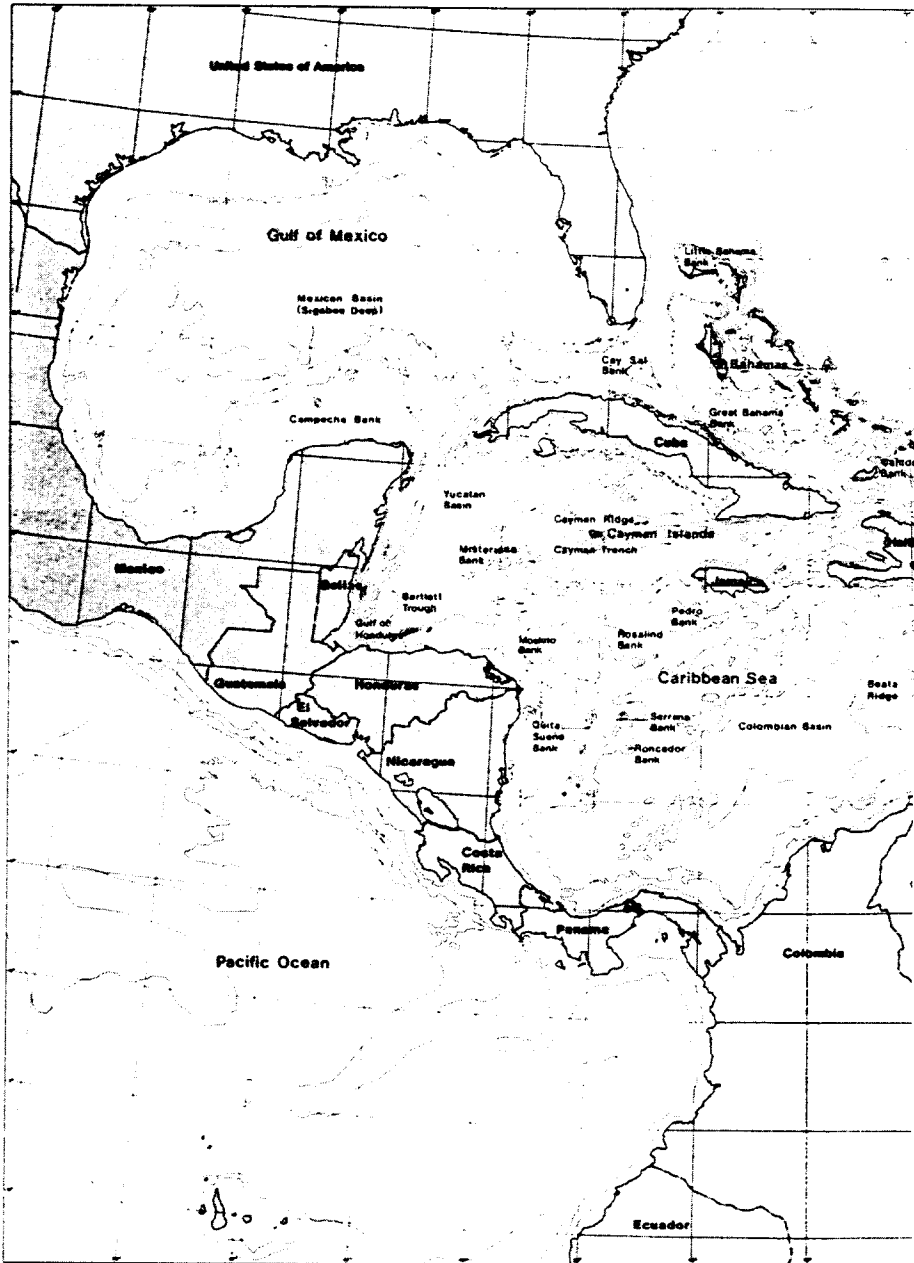 United States of America
Gulf of Mexico
Little Bahama
Bank
Mexican Basin
(Sigsbee Deep)
Cay Sal
Bank
Bahamas
Campeche Bank
Great Bahama
Bank
Cuba
Bank
Yucatan
Basin
Cayman Ridge
Cayman Islands
Misteriosa
Bank
Cayman Trench
Haiti
Mexico
Belize
Jamaica
Bartlett
Trough
Pedro
Bank
Gulf of
Honduras
Mosino
Bank
Rosalind
Bank
Caribbean Sea
Guatemala
Honduras
Beata
Ridge
El
Salvador
Quita
Sueno
Bank
Serrana
Bank
Colombian Basin
Roncador
Bank
Nicaragua
Costa
Rica
Panama
Colombia
Pacific Ocean
Ecuador